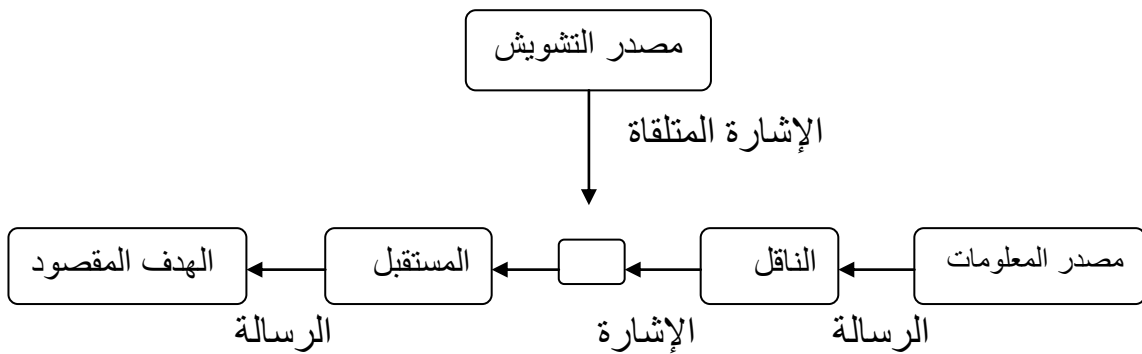 مصدر التشويش
الإشارة المتلقاة
مصدر المعلومات
الناقل
المستقبل
الهدف المقصود
الرسالة
الإشارة
الرسالة